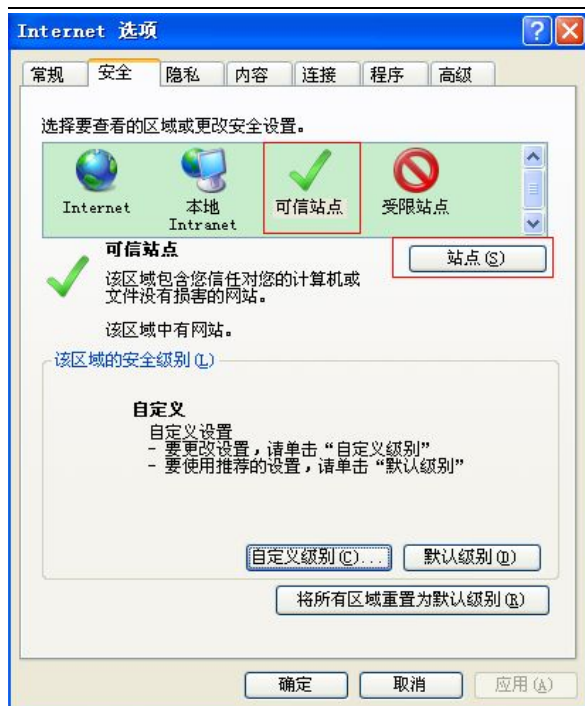 Internet 选项
常规 安全 隐私 内容 连接 程序 高级
选择要查看的区域或更改安全设置。
Internet 本地 Intranet 可信站点 受限站点
可信站点
站点(S)
该区域包含您信任对您的计算机或
文件没有损害的网站。
该区域中有网站。
该区域的安全级别(L)
自定义
自定义设置
- 要更改设置，请单击“自定义级别”
- 要使用推荐的设置，请单击“默认级别”
自定义级别(C)... 默认级别(D)
将所有区域重置为默认级别(R)
确定 取消 应用(A)